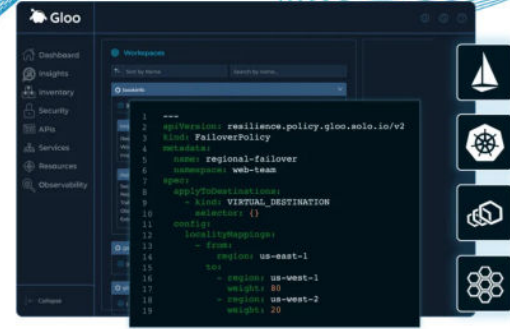 Gloo
Dashboard
Insights
Inventory
Security
APIs
Services
Resources
Observability
Collapse
Workspaces
Sort by Name
Search by name...
bookinfo
1 ---
2 apiVersion: resilience.policy.gloo.solo.io/v2
3 kind: FailoverPolicy
4 metadata:
5 name: regional-failover
6 namespace: web-team
7 spec:
8 applyToDestinations:
9 - kind: VIRTUAL_DESTINATION
10 selector: {}
11 config:
12 localityMappings:
13 - from:
14 region: us-east-1
15 to:
16 - region: us-west-1
17 weight: 80
18 - region: us-west-2
19 weight: 20